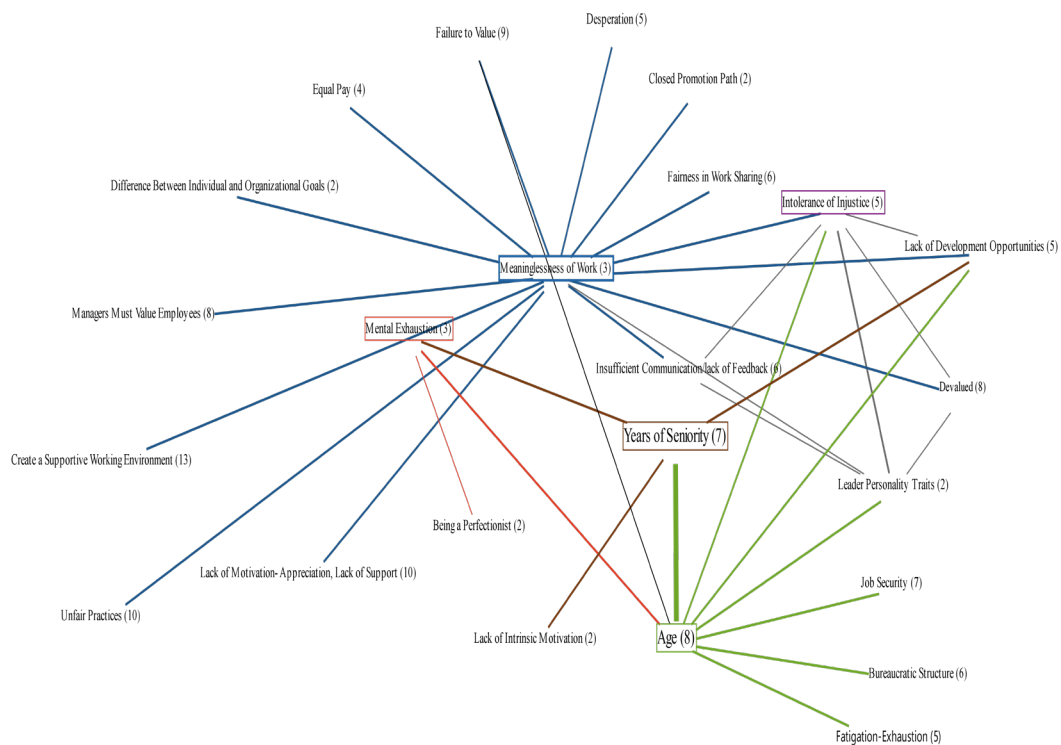 Desperation (5)
Failure to Value (9)
Closed Promotion Path (2)
Equal Pay (4)
Fairness in Work Sharing (6)
Difference Between Individual and Organizational Goals (2)
Intolerance of Injustice (5)
Lack of Development Opportunities (5)
Meaninglessness of Work (3)
Managers Must Value Employees (8)
Mental Exhaustion (3)
Insufficient Communication/lack of Feedback (6)
Devalued (8)
Years of Seniority (7)
Create a Supportive Working Environment (13)
Leader Personality Traits (2)
Being a Perfectionist (2)
Lack of Motivation- Appreciation, Lack of Support (10)
Job Security (7)
Unfair Practices (10)
Lack of Intrinsic Motivation (2)
Age (8)
Bureaucratic Structure (6)
Fatigation-Exhaustion (5)